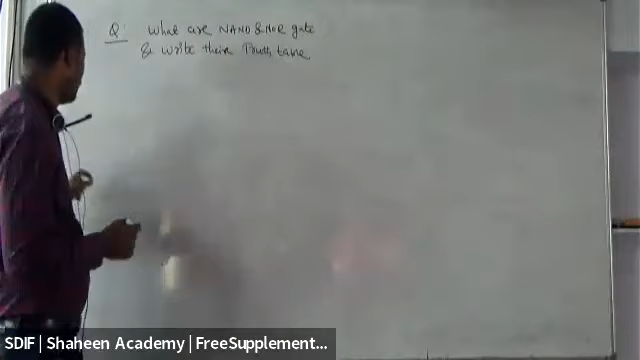 Q: What are NAND & NOR gate
& write their Truth table
SDIF | Shaheen Academy | FreeSupplement...